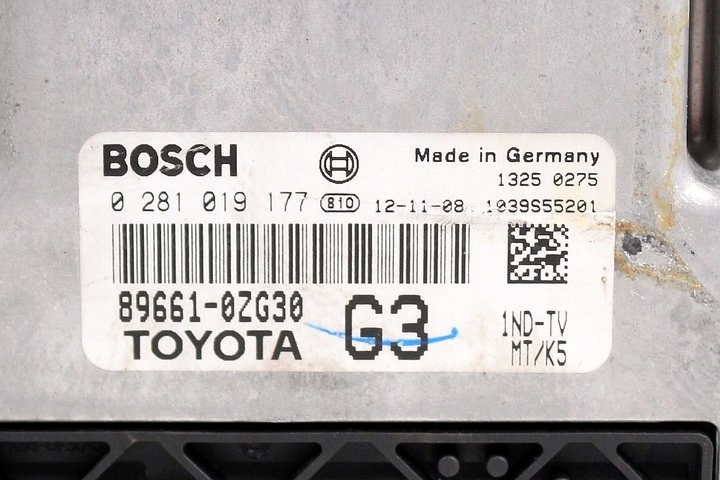 BOSCH Made in Germany
1325 0275
0 281 019 177 810 12-11-08 1039S55201
89661-0ZG30 G3 1ND-TV
TOYOTA MT/K5